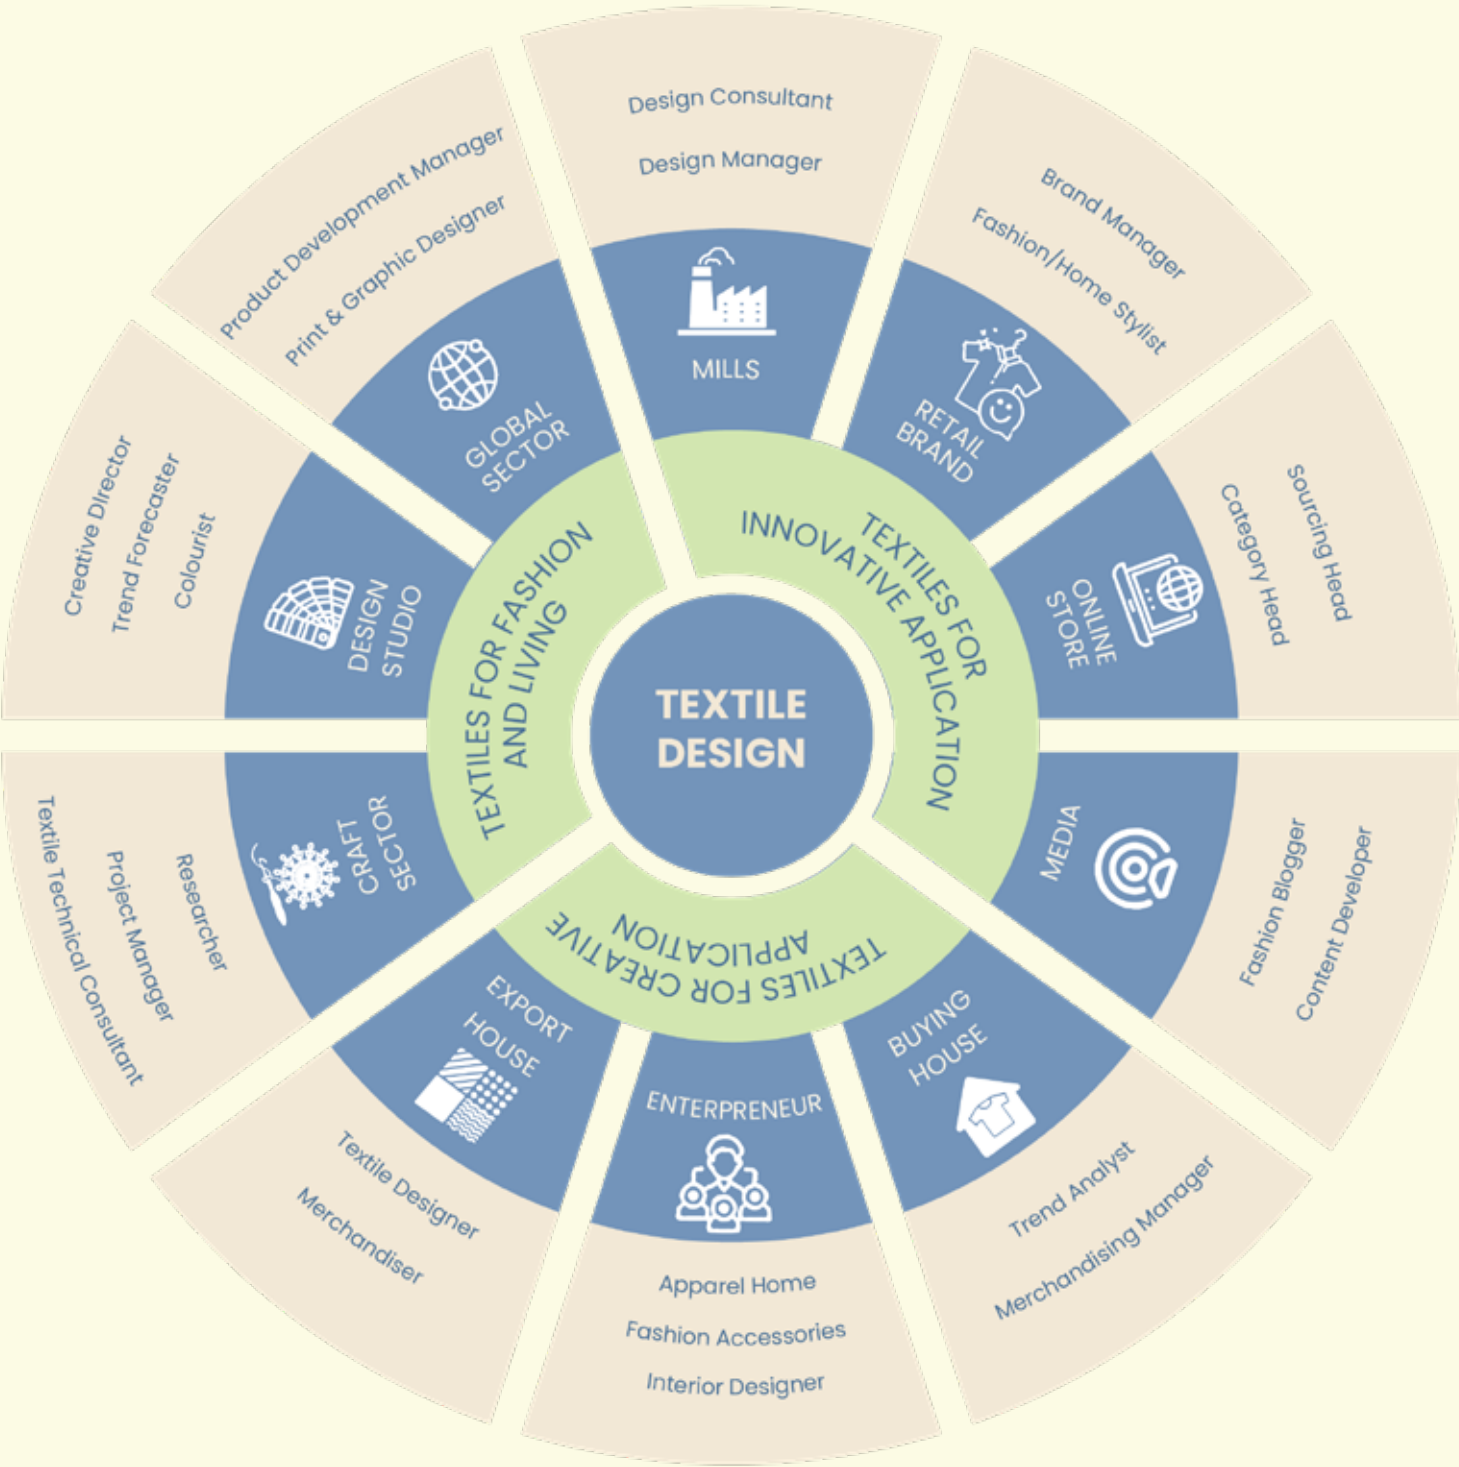 TEXTILE
DESIGN
TEXTILES FOR
INNOVATIVE APPLICATION
TEXTILES FOR CREATIVE
APPLICATION
TEXTILES FOR FASHION
AND LIVING
MILLS
Design Consultant
Design Manager
RETAIL
BRAND
Brand Manager
Fashion/Home Stylist
ONLINE
STORE
Sourcing Head
Category Head
MEDIA
Fashion Blogger
Content Developer
BUYING
HOUSE
Trend Analyst
Merchandising Manager
ENTERPRENEUR
Apparel Home
Fashion Accessories
Interior Designer
EXPORT
HOUSE
Textile Designer
Merchandiser
CRAFT
SECTOR
Textile Technical Consultant
Project Manager
Researcher
DESIGN
STUDIO
Creative DIrector
Trend Forecaster
Colourist
GLOBAL
SECTOR
Product Development Manager
Print & Graphic Designer